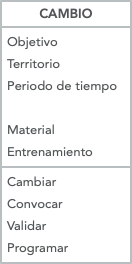 CAMBIO
Objetivo
Territorio
Periodo de tiempo
Material
Entrenamiento
Cambiar
Convocar
Validar
Programar